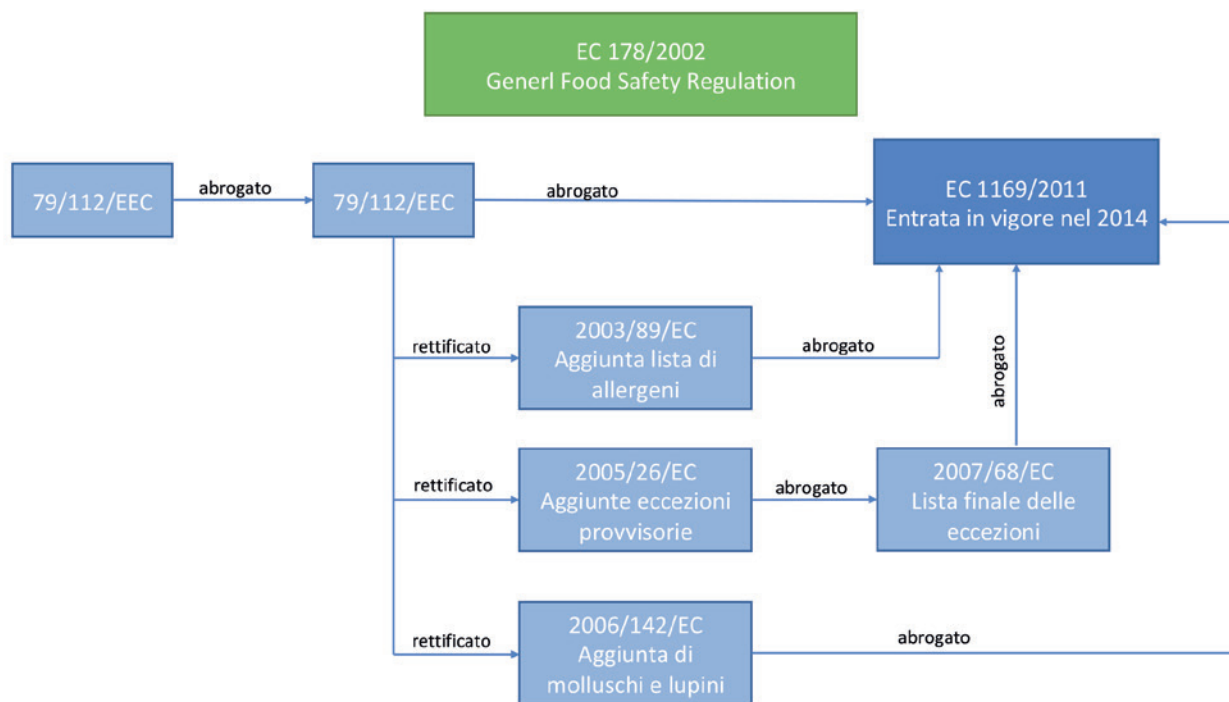 EC 178/2002
Generl Food Safety Regulation
79/112/EEC
abrogato
79/112/EEC
abrogato
EC 1169/2011
Entrata in vigore nel 2014
rettificato
2003/89/EC
Aggiunta lista di
allergeni
abrogato
abrogato
rettificato
2005/26/EC
Aggiunte eccezioni
provvisorie
abrogato
2007/68/EC
Lista finale delle
eccezioni
rettificato
2006/142/EC
Aggiunta di
molluschi e lupini
abrogato